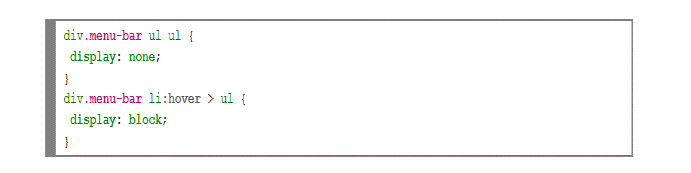 div.menu-bar ul ul {
 display: none;
}
div.menu-bar li:hover > ul {
 display: block;
}